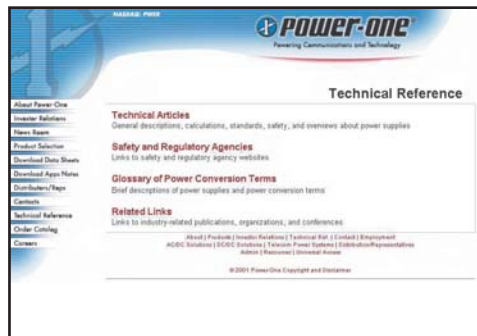 NASDAQ: PWER
POWER-ONE
Powering Communications and Technology
Technical Reference
About Power-One
Investor Relations
News Room
Product Selection
Download Data Sheets
Download Apps Notes
Distributors/Reps
Contacts
Technical Reference
Order Catalog
Careers
Technical Articles
General descriptions, calculations, standards, safety, and overviews about power supplies
Safety and Regulatory Agencies
Links to safety and regulatory agency websites
Glossary of Power Conversion Terms
Brief descriptions of power supplies and power conversion terms
Related Links
Links to industry-related publications, organizations, and conferences
About | Products | Investor Relations | Technical Ref. | Contact | Employment
AC/DC Solutions | DC/DC Solutions | Telecom Power Systems | Distribution/Representatives
Admin | Resources | Universal Access
©2001 Power-One Copyright and Disclaimer